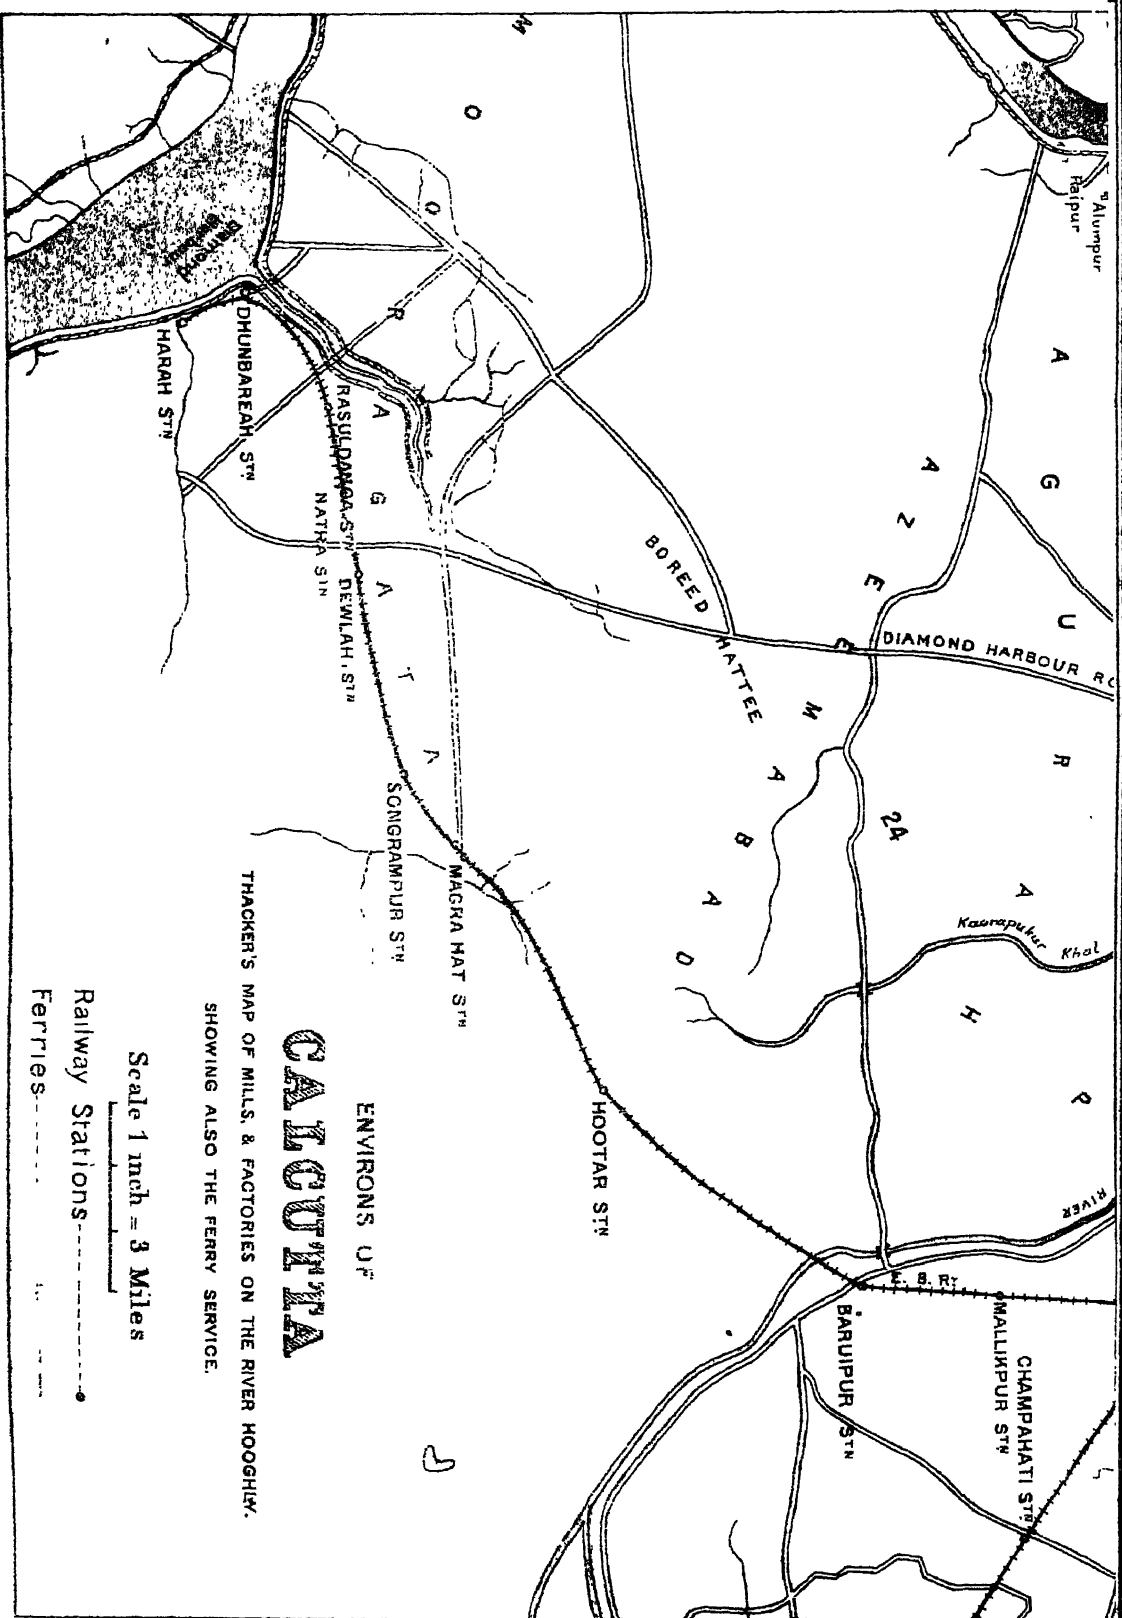 ENVIRONS OF
CALCUTTA
THACKER'S MAP OF MILLS, & FACTORIES ON THE RIVER HOOGHLY.
SHOWING ALSO THE FERRY SERVICE.
Scale 1 inch = 3 Miles
Railway Stations
Ferries
Alumpur
Raipur
A G U R A H P
A Z E E M A B A D
M O O R A G A T A
DIAMOND HARBOUR RO
24
Kaorapukur Khal
RIVER
E. B. RY
MALLIKPUR STN
CHAMPAHATI STN
BARUIPUR STN
BOREED HATTEE
HOOTAR STN
MAGRA HAT STN
SONGRAMPUR STN
DEWLAH STN
NATRA STN
RASULDANGA STN
DHUNBAREAH STN
HARAH STN
Diamond